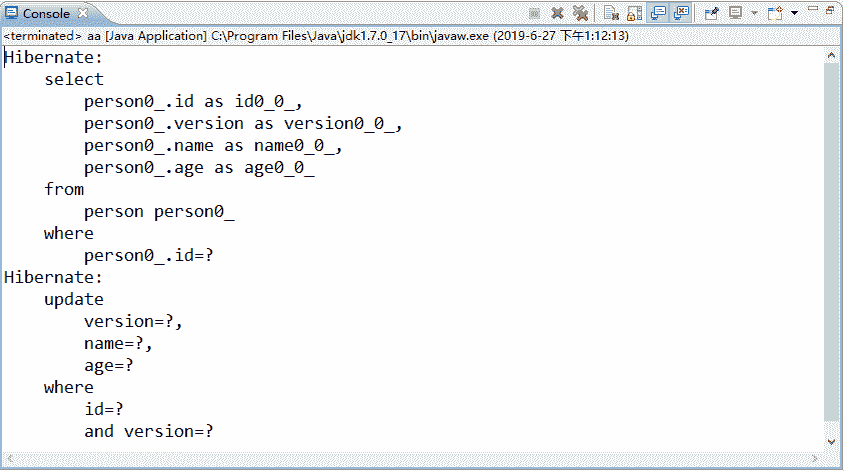 Console
<terminated> aa [Java Application] C:\Program Files\Java\jdk1.7.0_17\bin\javaw.exe (2019-6-27 下午1:12:13)
Hibernate:
    select
        person0_.id as id0_0_,
        person0_.version as version0_0_,
        person0_.name as name0_0_,
        person0_.age as age0_0_
    from
        person person0_
    where
        person0_.id=?
Hibernate:
    update
        version=?,
        name=?,
        age=?
    where
        id=?
        and version=?